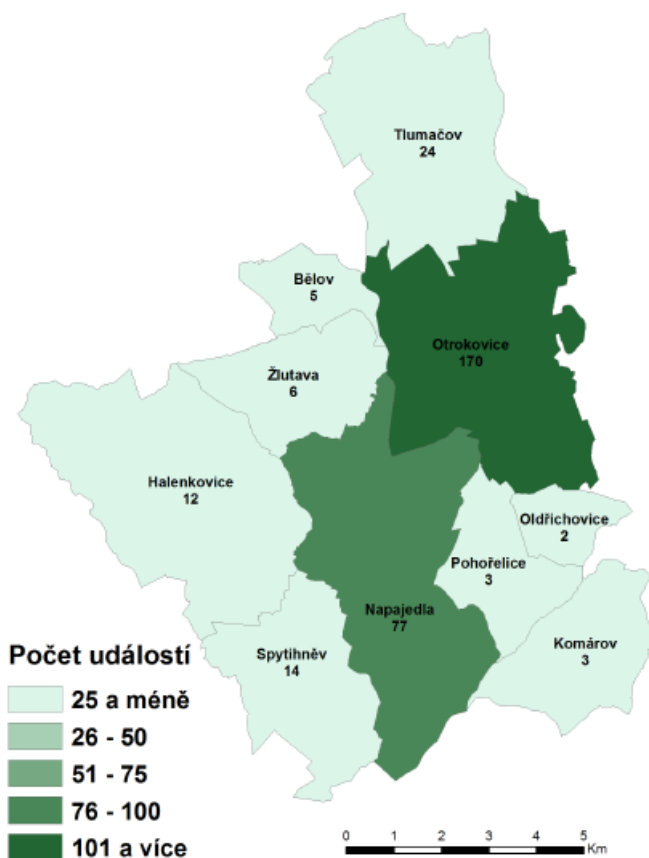 Tlumačov
24
Bělov
5
Otrokovice
170
Žlutava
6
Halenkovice
12
Oldřichovice
2
Pohořelice
3
Napajedla
77
Komárov
3
Spytihněv
14
Počet událostí
25 a méně
26 - 50
51 - 75
76 - 100
101 a více
0 1 2 3 4 5
Km